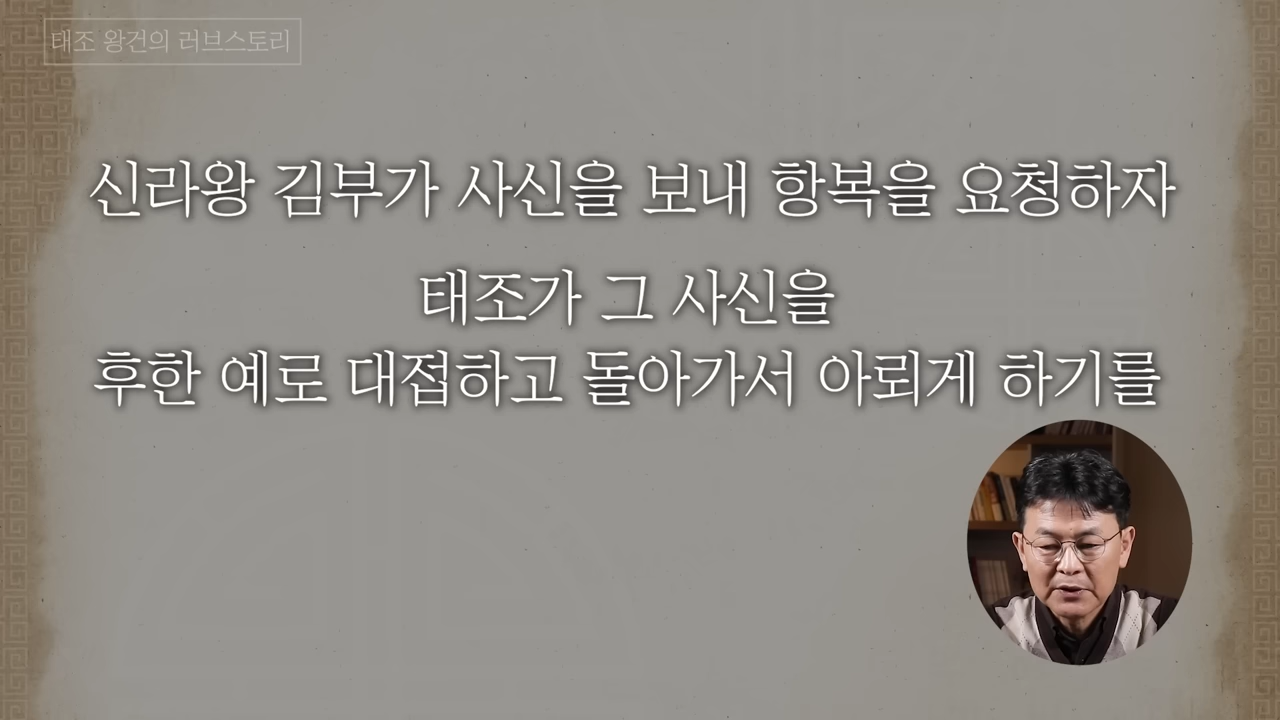 태조 왕건의 러브스토리
신라왕 김부가 사신을 보내 항복을 요청하자
태조가 그 사신을
후한 예로 대접하고 돌아가서 아뢰게 하기를